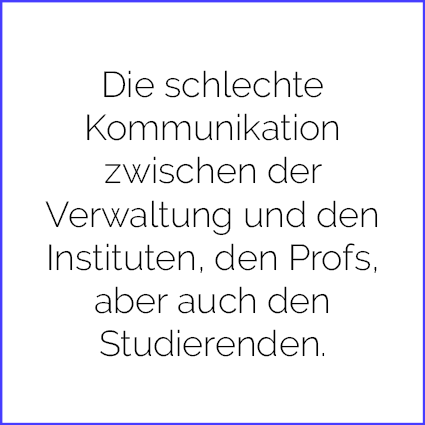 Die schlechte
Kommunikation
zwischen der
Verwaltung und den
Instituten, den Profs,
aber auch den
Studierenden.